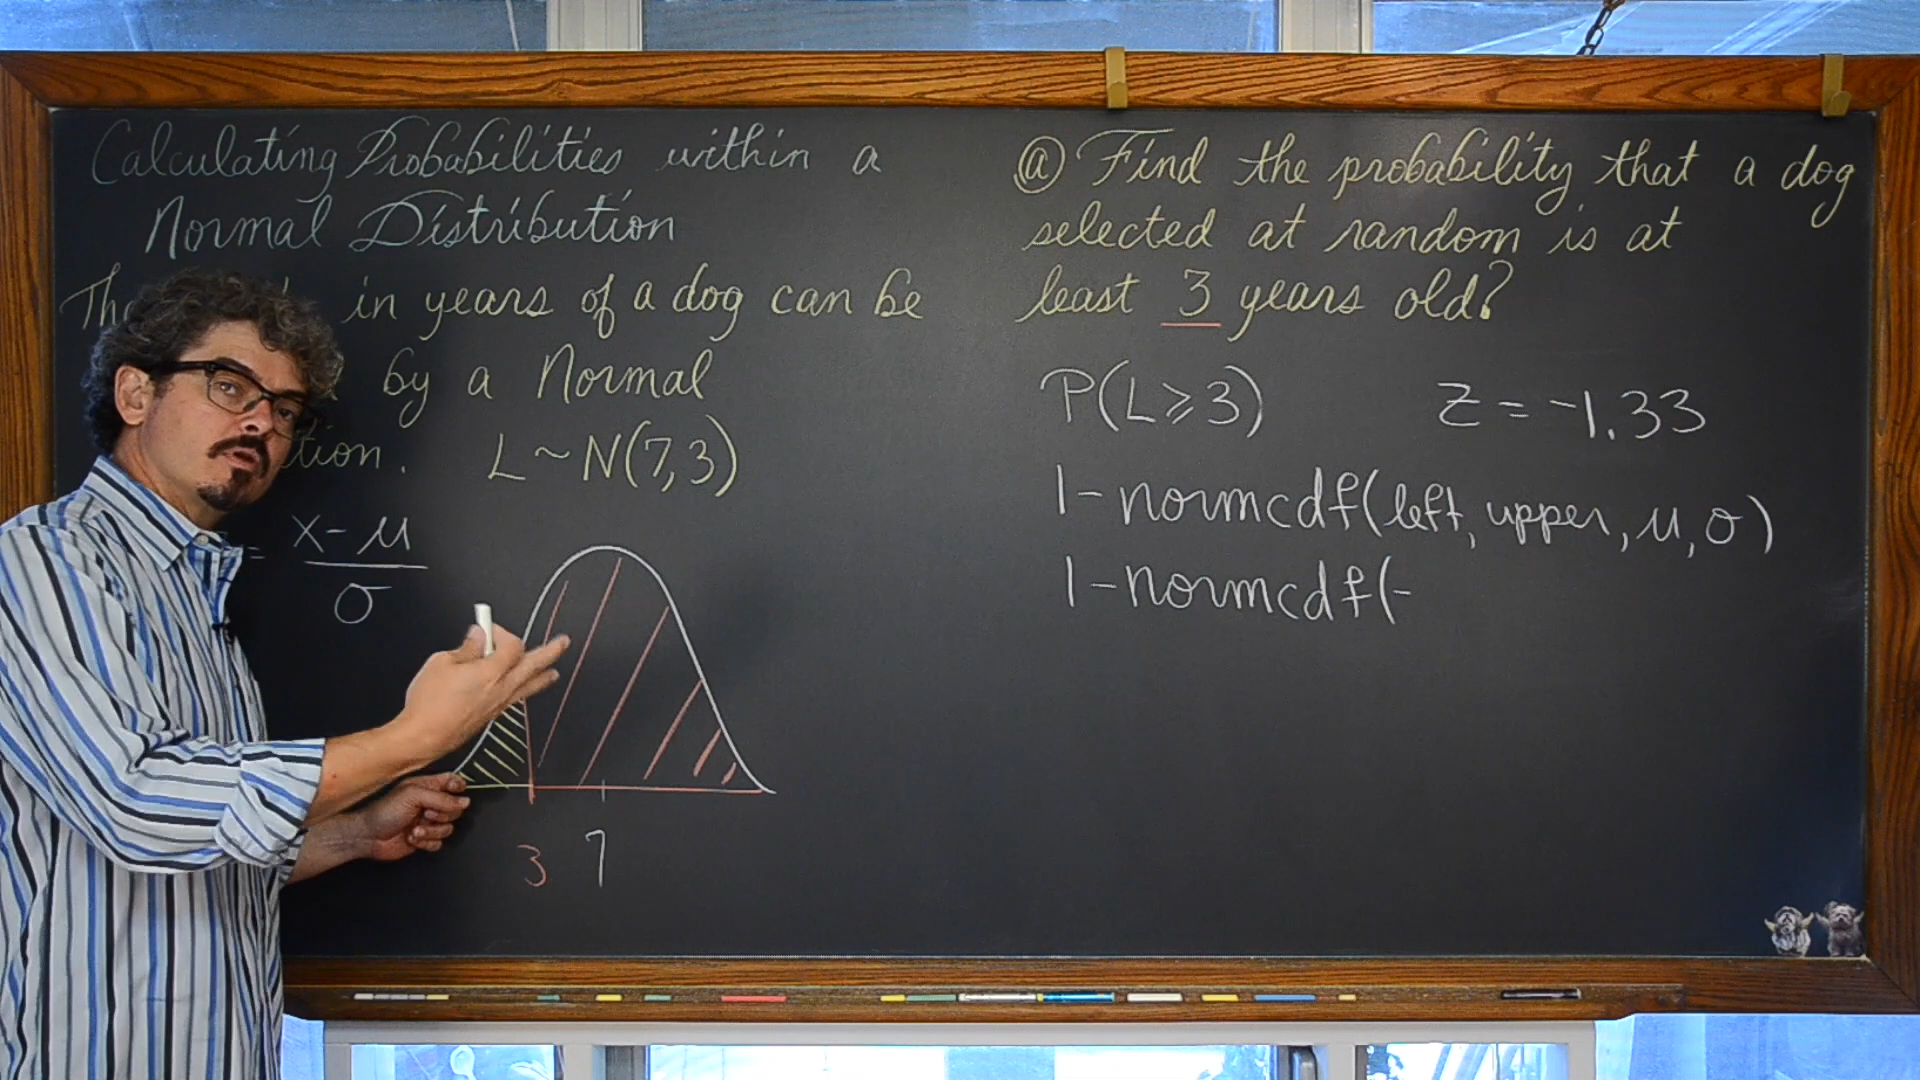 Calculating Probabilities within a
Normal Distribution
in years of a dog can be
by a Normal
tion. L ~ N(7,3)
= x-μ
σ
3 7
ⓐ Find the probability that a dog
selected at random is at
least 3 years old?
P(L⩾3) Z = -1.33
1-normcdf(left, upper, μ, σ)
1-normcdf(-